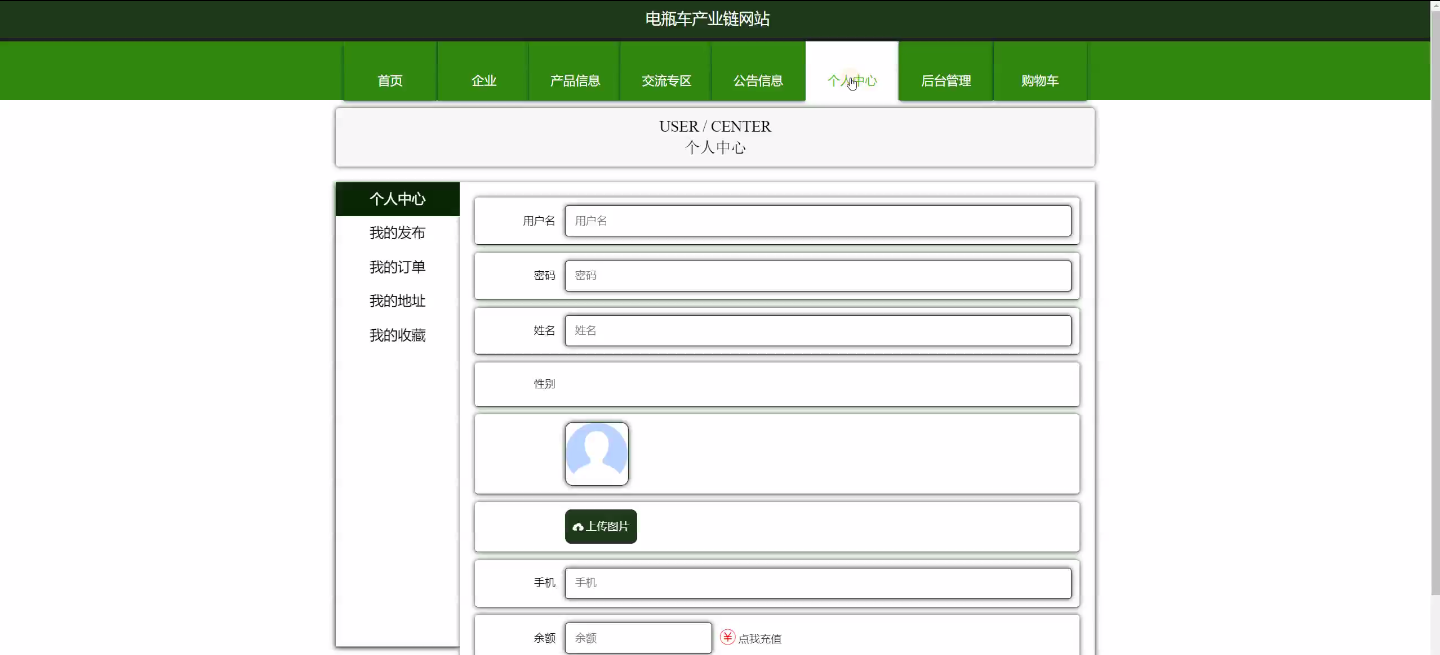 电瓶车产业链网站
首页 企业 产品信息 交流专区 公告信息 个人中心 后台管理 购物车
USER / CENTER
个人中心
个人中心
我的发布
我的订单
我的地址
我的收藏
用户名 用户名
密码 密码
姓名 姓名
性别
上传图片
手机 手机
余额 余额 点我充值